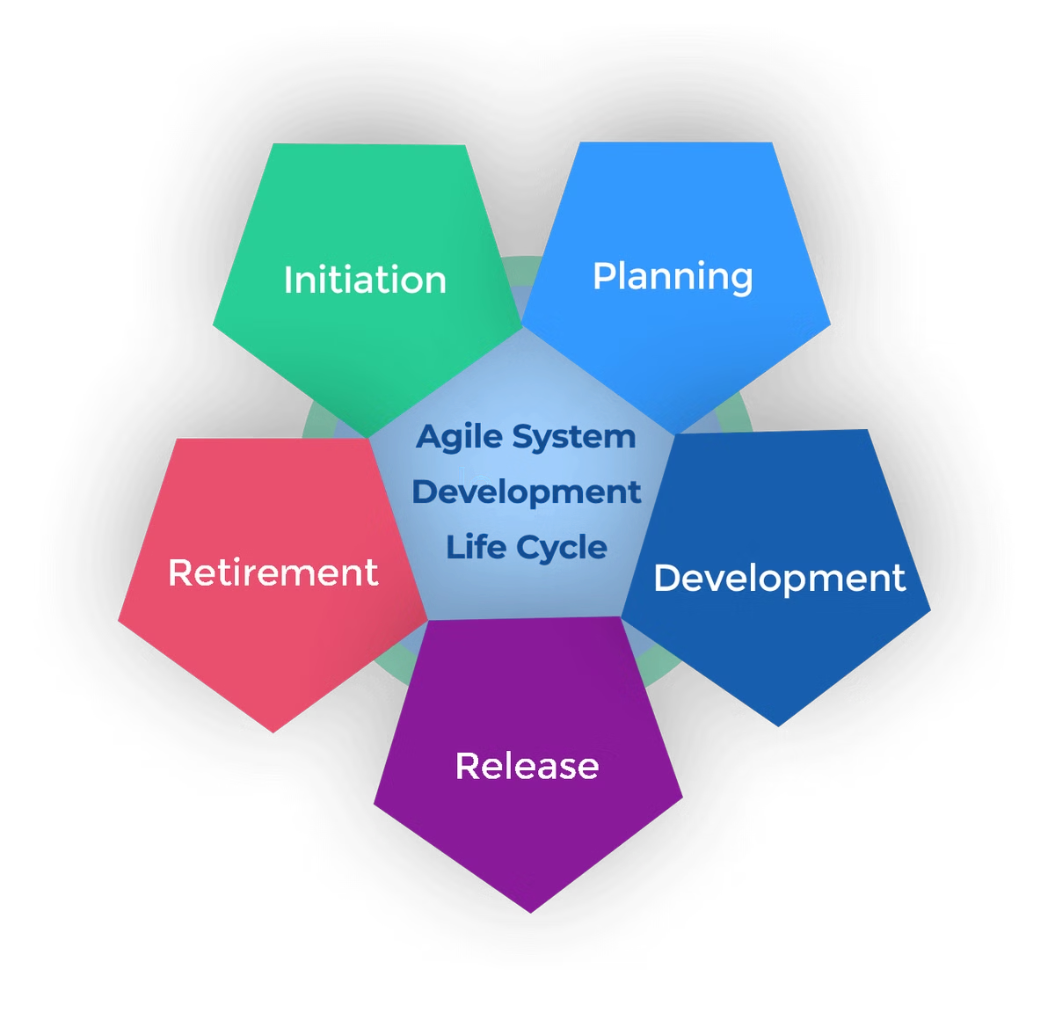 Initiation
Planning
Agile System
Development
Life Cycle
Retirement
Development
Release